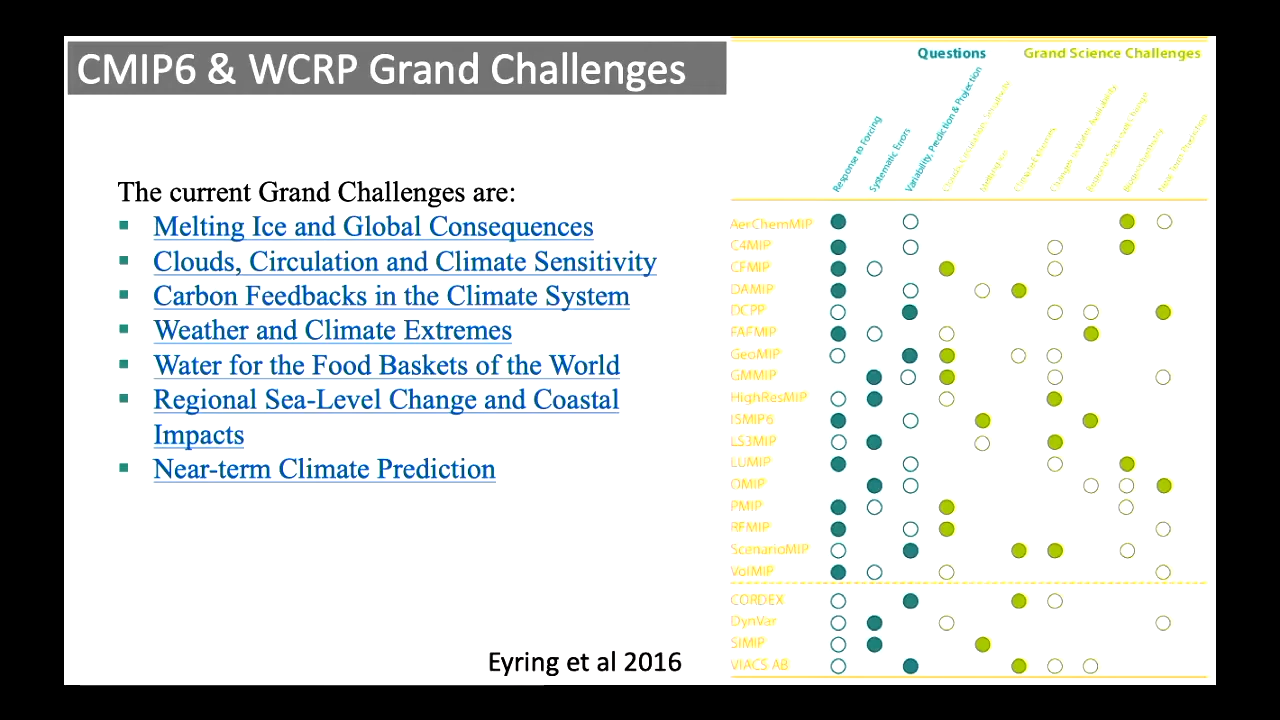 CMIP6 & WCRP Grand Challenges
The current Grand Challenges are:
Melting Ice and Global Consequences
Clouds, Circulation and Climate Sensitivity
Carbon Feedbacks in the Climate System
Weather and Climate Extremes
Water for the Food Baskets of the World
Regional Sea-Level Change and Coastal
Impacts
Near-term Climate Prediction
Eyring et al 2016
Questions
Grand Science Challenges
Response to Forcing
Systematic Errors
Variability, Prediction & Projection
Clouds, Circulation, Sensitivity
Melting Ice
Climate Extremes
Changes in Water Availability
Regional Sea-Level Change
Near-Term Prediction
AerChemMIP
C4MIP
CFMIP
DAMIP
DCPP
FAFMIP
GeoMIP
GMMIP
HighResMIP
ISMIP6
LS3MIP
LUMIP
OMIP
PMIP
RFMIP
ScenarioMIP
VolMIP
CORDEX
DynVar
SIMIP
VIACS AB